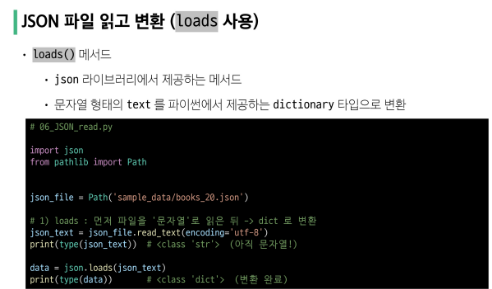 JSON 파일 읽고 변환 (loads 사용)
• loads() 메서드
• json 라이브러리에서 제공하는 메서드
• 문자열 형태의 text 를 파이썬에서 제공하는 dictionary 타입으로 변환
# 06_JSON_read.py
import json
from pathlib import Path
json_file = Path('sample_data/books_20.json')
# 1) loads : 먼저 파일을 '문자열'로 읽은 뒤 -> dict 로 변환
json_text = json_file.read_text(encoding='utf-8')
print(type(json_text))  # <class 'str'>  (아직 문자열!)
data = json.loads(json_text)
print(type(data))       # <class 'dict'>  (변환 완료)